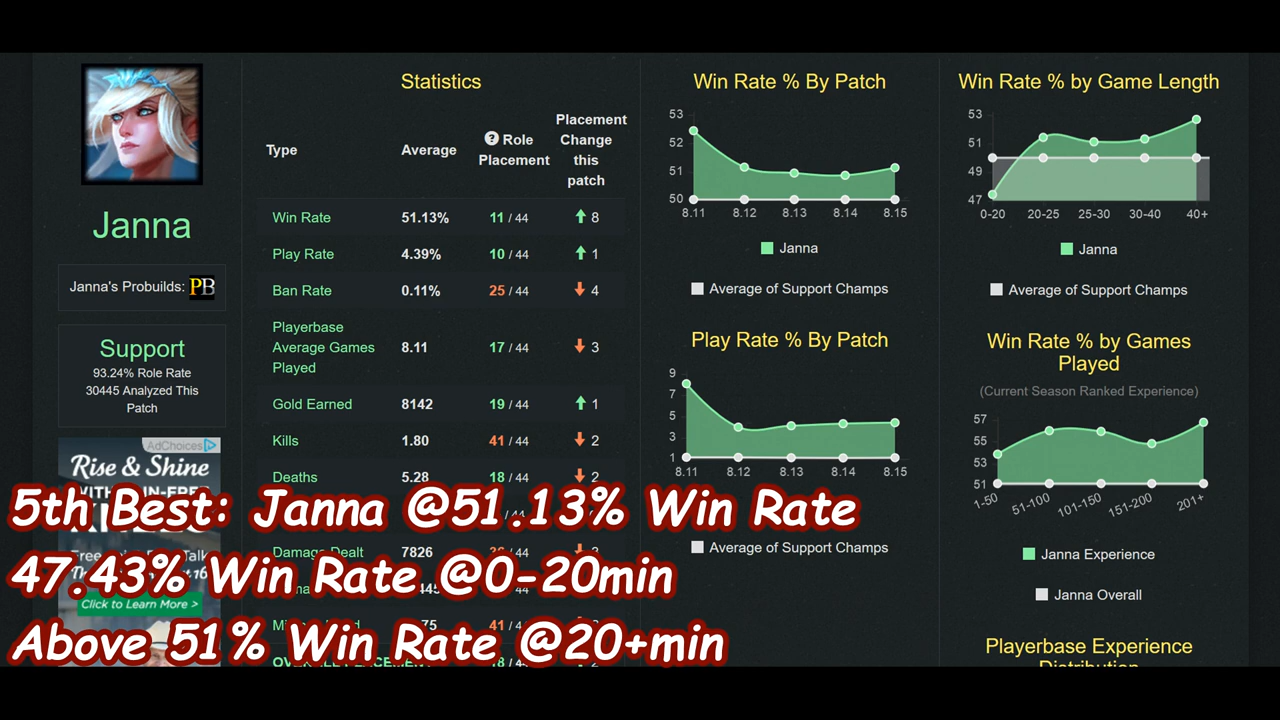 Janna
Janna's Probuilds: PB
Support
93.24% Role Rate
30445 Analyzed This
Patch
AdChoices
Rise & Shine
Click to Learn More >
Statistics
Type Average ? Role Placement Placement Change this patch
Win Rate 51.13% 11 / 44 8
Play Rate 4.39% 10 / 44 1
Ban Rate 0.11% 25 / 44 4
Playerbase Average Games Played 8.11 17 / 44 3
Gold Earned 8142 19 / 44 1
Kills 1.80 41 / 44 2
Deaths 5.28 18 / 44 2
Damage Dealt 7826
41 / 44
Win Rate % By Patch
53
52
51
50
8.11 8.12 8.13 8.14 8.15
Janna
Average of Support Champs
Play Rate % By Patch
9
7
5
3
1
8.11 8.12 8.13 8.14 8.15
Average of Support Champs
Win Rate % by Game Length
53
51
49
47
0-20 20-25 25-30 30-40 40+
Janna
Average of Support Champs
Win Rate % by Games
Played
(Current Season Ranked Experience)
57
55
53
51
1-50 51-100 101-150 151-200 201+
Janna Experience
Janna Overall
Playerbase Experience
Distribution
5th Best: Janna @51.13% Win Rate
47.43% Win Rate @0-20min
Above 51% Win Rate @20+min